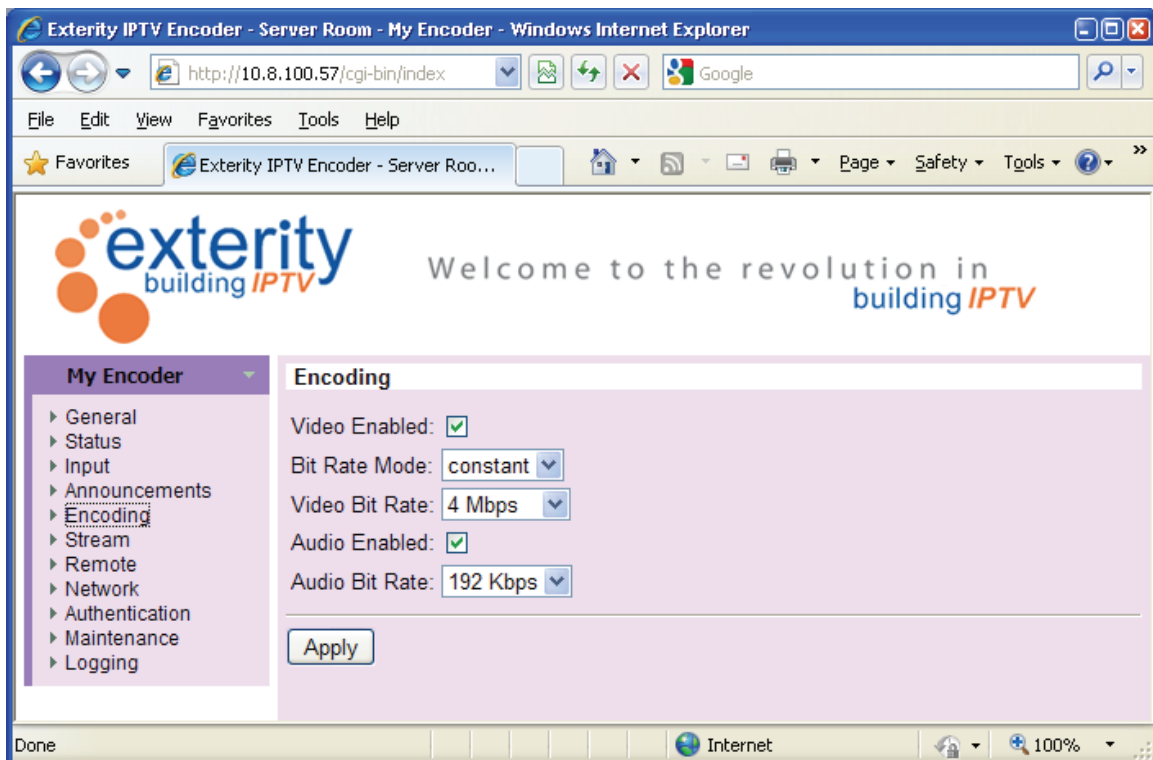 Exterity IPTV Encoder - Server Room - My Encoder - Windows Internet Explorer
http://10.8.100.57/cgi-bin/index
Google
File Edit View Favorites Tools Help
Favorites
Exterity IPTV Encoder - Server Roo...
Page Safety Tools
exterity
building IPTV
Welcome to the revolution in
building IPTV
My Encoder
General
Status
Input
Announcements
Encoding
Stream
Remote
Network
Authentication
Maintenance
Logging
Encoding
Video Enabled:
Bit Rate Mode: constant
Video Bit Rate: 4 Mbps
Audio Enabled:
Audio Bit Rate: 192 Kbps
Apply
Done
Internet
100%